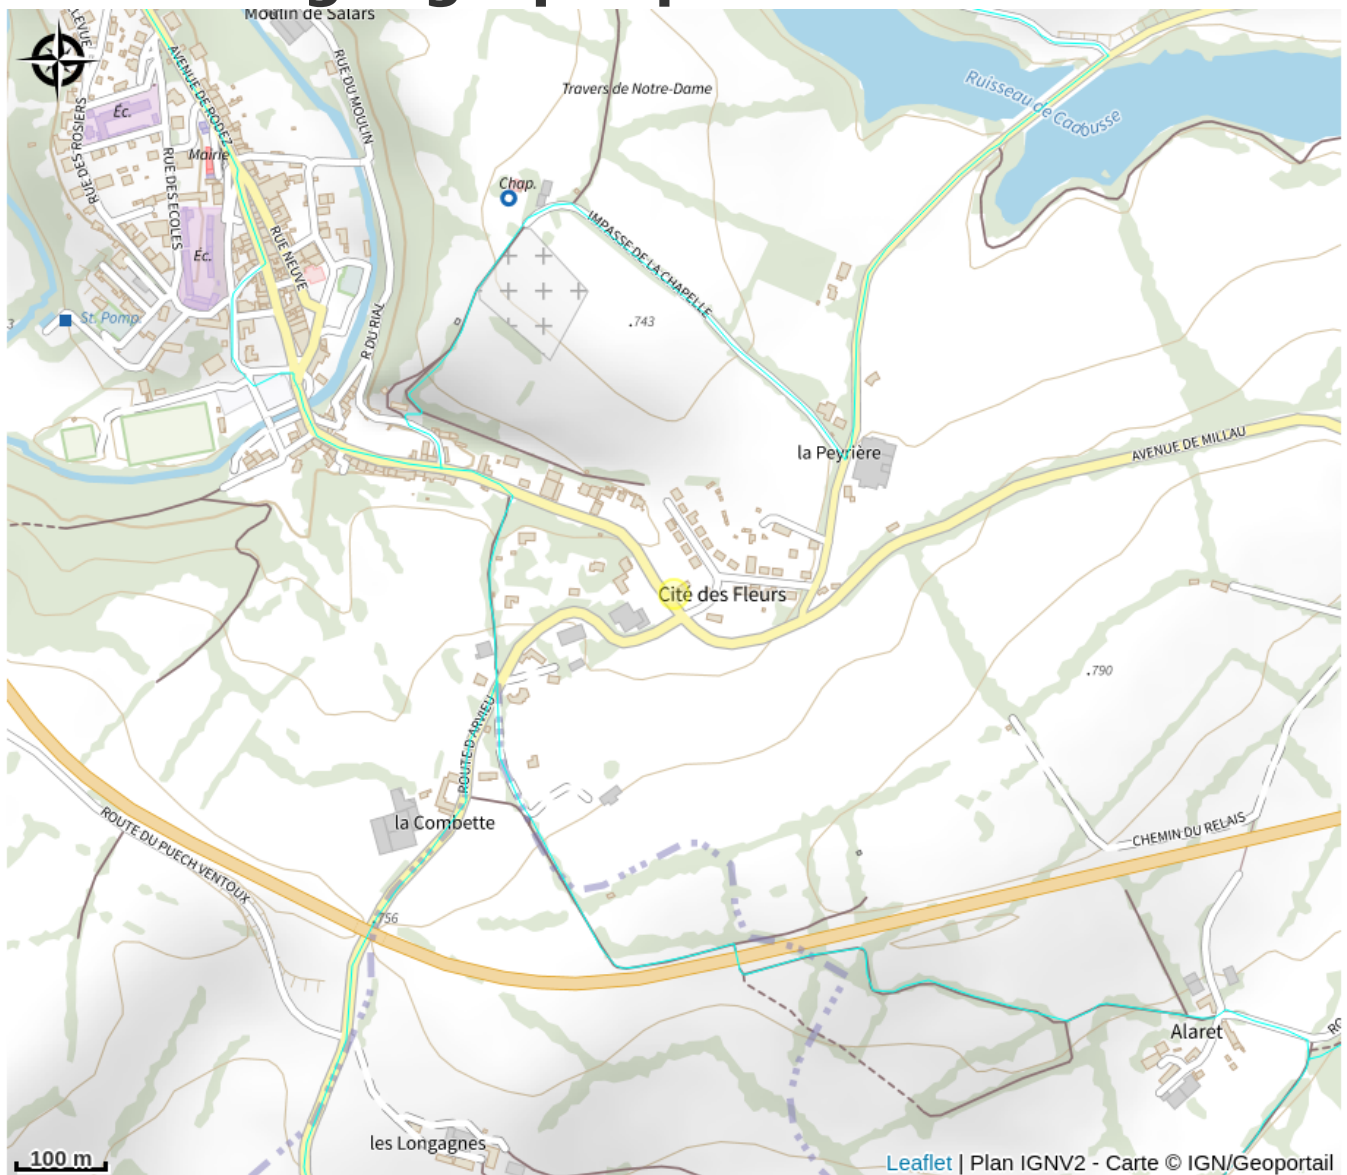 Moulin de Salars
LEVUE
AVENUE DE RODEZ
RUE DU MOULIN
Travers de Notre-Dame
Ruisseau de Cadousse
Éc.
RUE DES ROSIERS
Mairie
RUE DES ECOLES
Chap.
IMPASSE DE LA CHAPELLE
Éc.
RUE NEUVE
St. Pomp.
3
R DU RIAL
.743
la Peyrière
AVENUE DE MILLAU
Cité des Fleurs
.790
ROUTE D'ARVIEU
la Combette
ROUTE DU PUECH VENTOUX
CHEMIN DU RELAIS
.756
Alaret
RO
les Longagnes
100 m
Leaflet | Plan IGNV2 - Carte © IGN/Geoportail